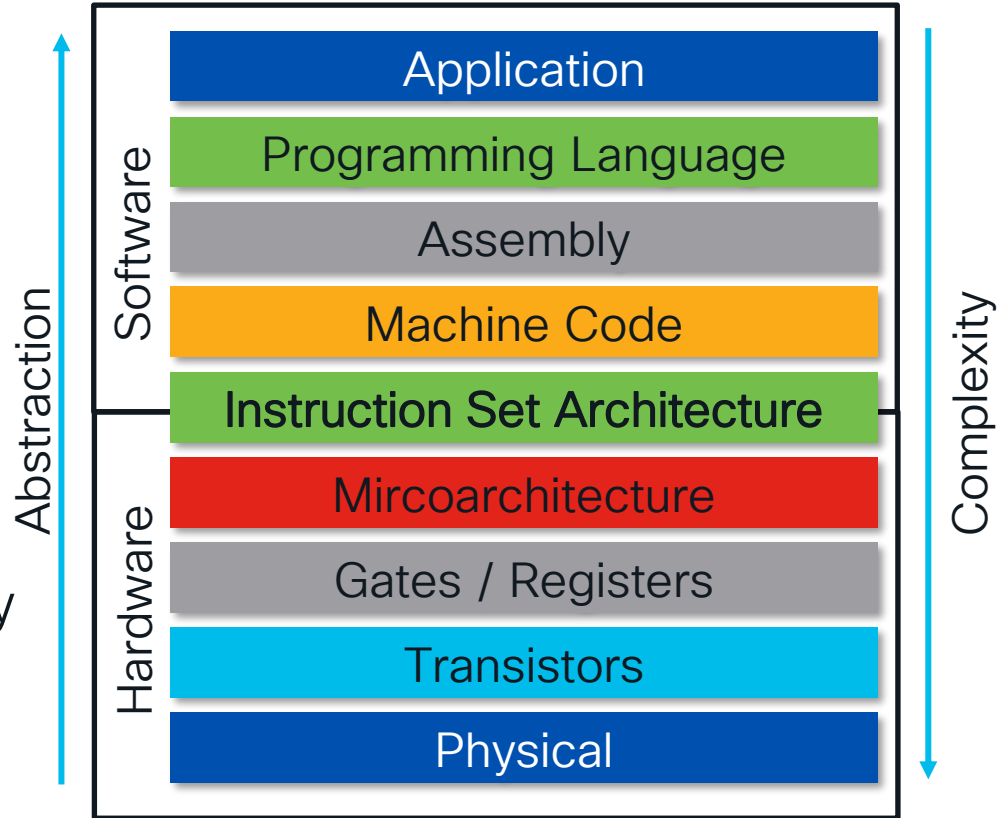 Application
Programming Language
Assembly
Machine Code
Instruction Set Architecture
Mircoarchitecture
Gates / Registers
Transistors
Physical
Software
Hardware
Abstraction
Complexity
y